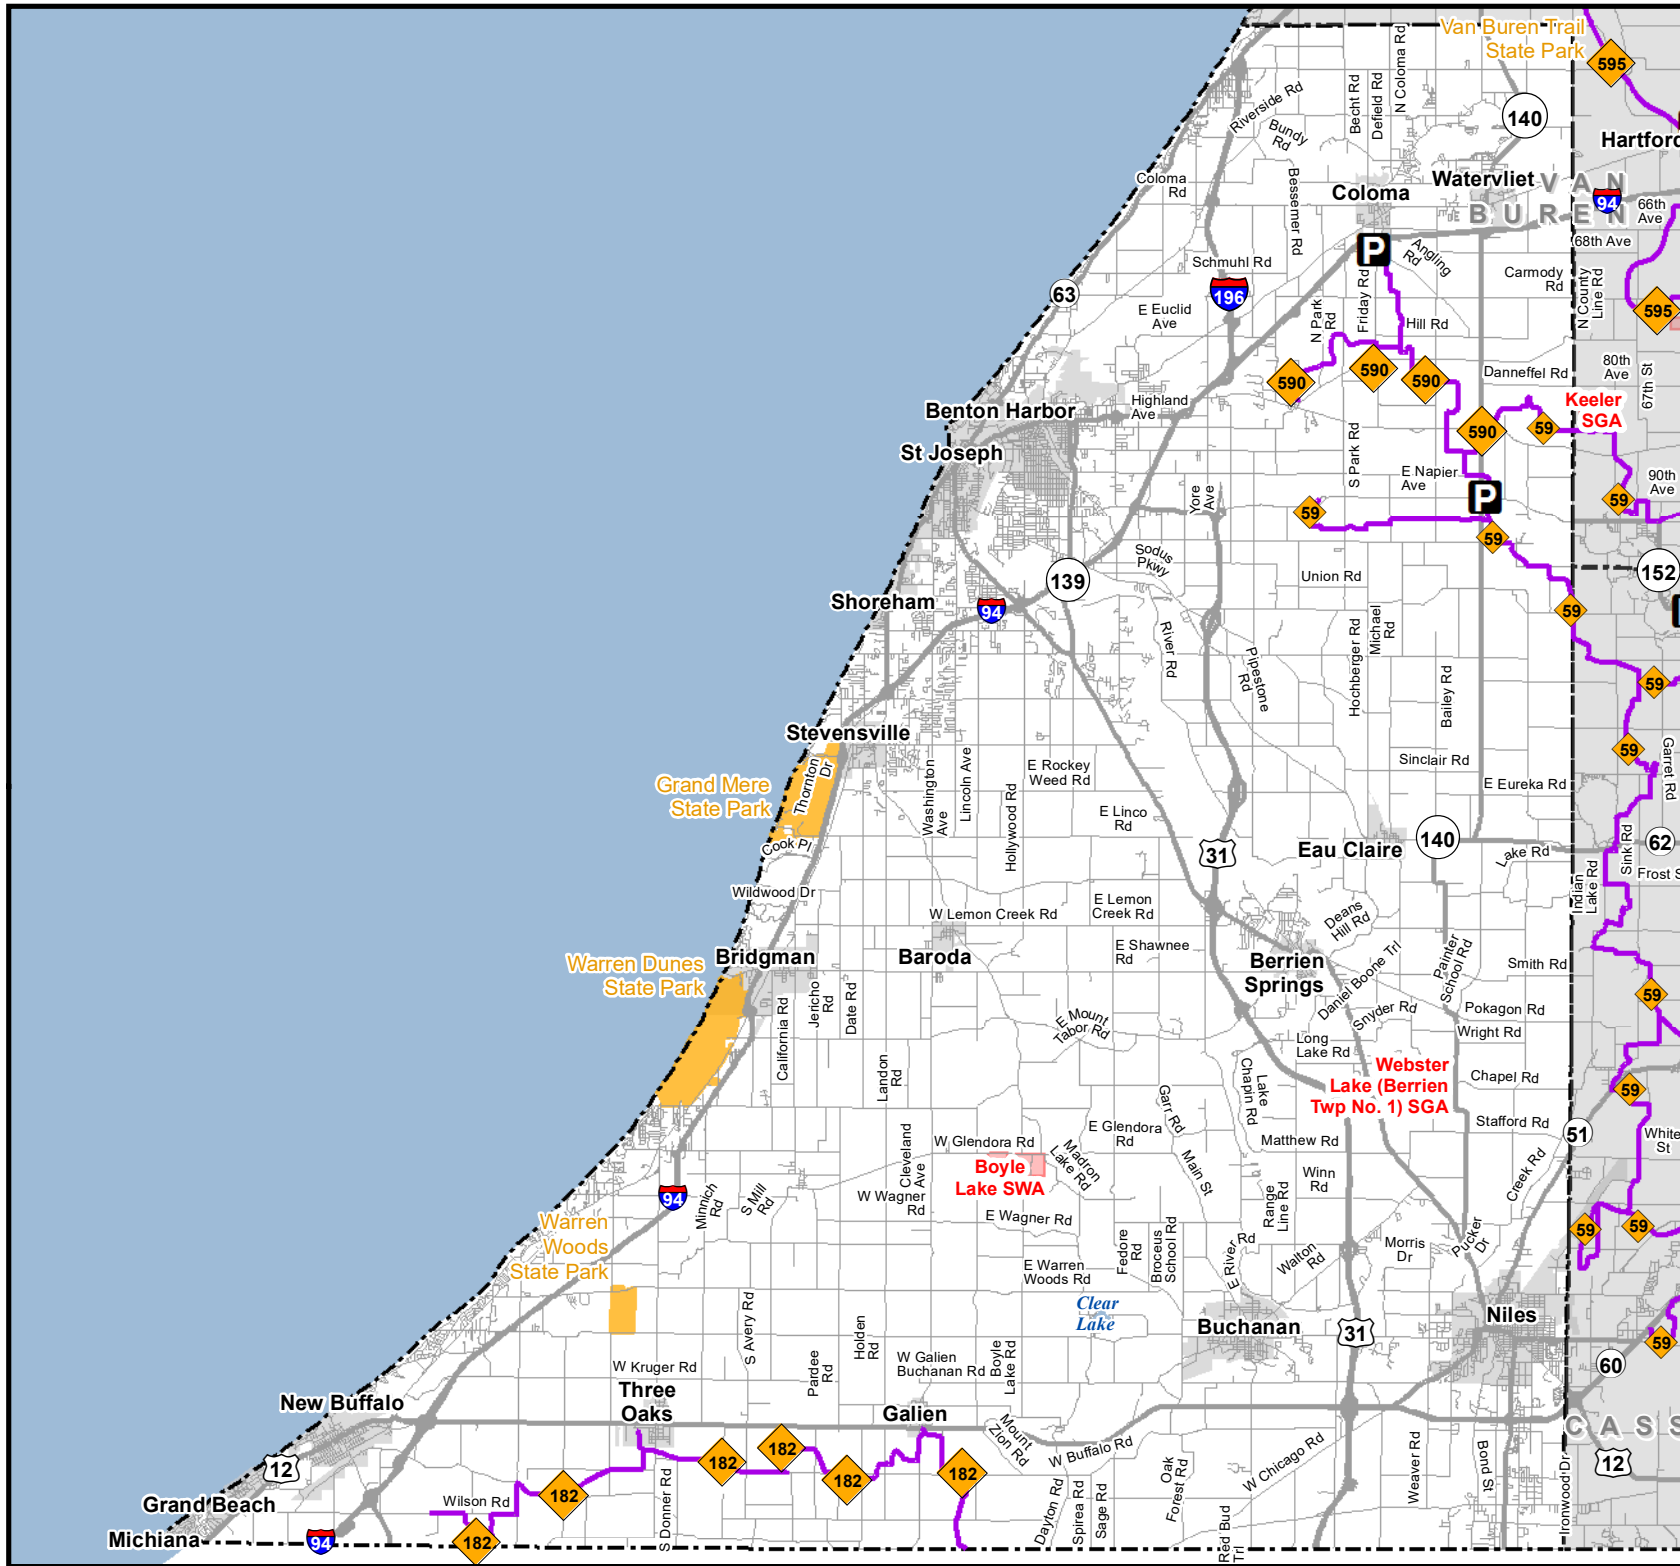 Van Buren Trail
State Park
595
140
Hartford
Riverside Rd
Bundy
Rd
Becht Rd
Defield Rd
N Coloma Rd
Coloma
Rd
Bessemer Rd
Coloma
Watervliet
VAN
BUREN
94
66th
Ave
68th Ave
P
Angling
Rd
Schmuhl Rd
Carmody
Rd
N County
Line Rd
63
196
E Euclid
Ave
N Park
Rd
Friday Rd
Hill Rd
595
590
590
590
Danneffel Rd
80th
Ave
67th St
Benton Harbor
Highland
Ave
Keeler
SGA
590
59
St Joseph
S Park Rd
E Napier
Ave
90th
Ave
Yore
Ave
P
59
59
59
Sodus
Pkwy
139
Union Rd
152
Shoreham
94
59
River Rd
Pipestone
Rd
Hochberger Rd
Michael
Rd
Bailey Rd
59
Stevensville
59
Garret Rd
Grand Mere
State Park
Thornton
Dr
Washington
Ave
Lincoln Ave
E Rockey
Weed Rd
Sinclair Rd
E Eureka Rd
Hollywood Rd
E Linco
Rd
Cook Pl
31
Eau Claire
140
Lake Rd
Sink Rd
62
Frost S
Indian
Lake Rd
Wildwood Dr
W Lemon Creek Rd
E Lemon
Creek Rd
Deans
Hill Rd
Warren Dunes
State Park
Bridgman
Baroda
E Shawnee
Rd
Berrien
Springs
Daniel Boone Trl
Painter
School Rd
Smith Rd
59
California Rd
Jericho
Rd
Date Rd
E Mount
Tabor Rd
Snyder Rd
Pokagon Rd
Wright Rd
Long
Lake Rd
Landon
Rd
Webster
Lake (Berrien
Twp No. 1) SGA
Chapel Rd
59
Lake
Chapin Rd
Garr Rd
Stafford Rd
51
White
St
W Glendora Rd
E Glendora
Rd
Matthew Rd
Cleveland
Ave
Boyle
Lake SWA
Madron
Lake Rd
Main St
Winn
Rd
Creek Rd
94
Minnich
Rd
S Mill
Rd
W Wagner
Rd
E Wagner Rd
Range
Line Rd
Warren
Woods
State Park
Fedore
Rd
Broceus
School Rd
E River Rd
Walton
Rd
Morris
Dr
Pucker
Dr
59
59
E Warren
Woods Rd
Clear
Lake
Buchanan
31
Niles
59
S Avery Rd
Holden
Rd
W Kruger Rd
Pardee
Rd
W Galien
Buchanan Rd
Boyle
Lake Rd
60
New Buffalo
Three
Oaks
Galien
CASS
12
182
182
182
182
Mount
Zion Rd
W Buffalo Rd
W Chicago Rd
Weaver Rd
Bond St
12
Grand Beach
Wilson Rd
182
S Donner Rd
Dayton Rd
Spirea Rd
Sage Rd
Oak
Forest Rd
Red Bud
Trl
Ironwood Dr
Michiana
94
182